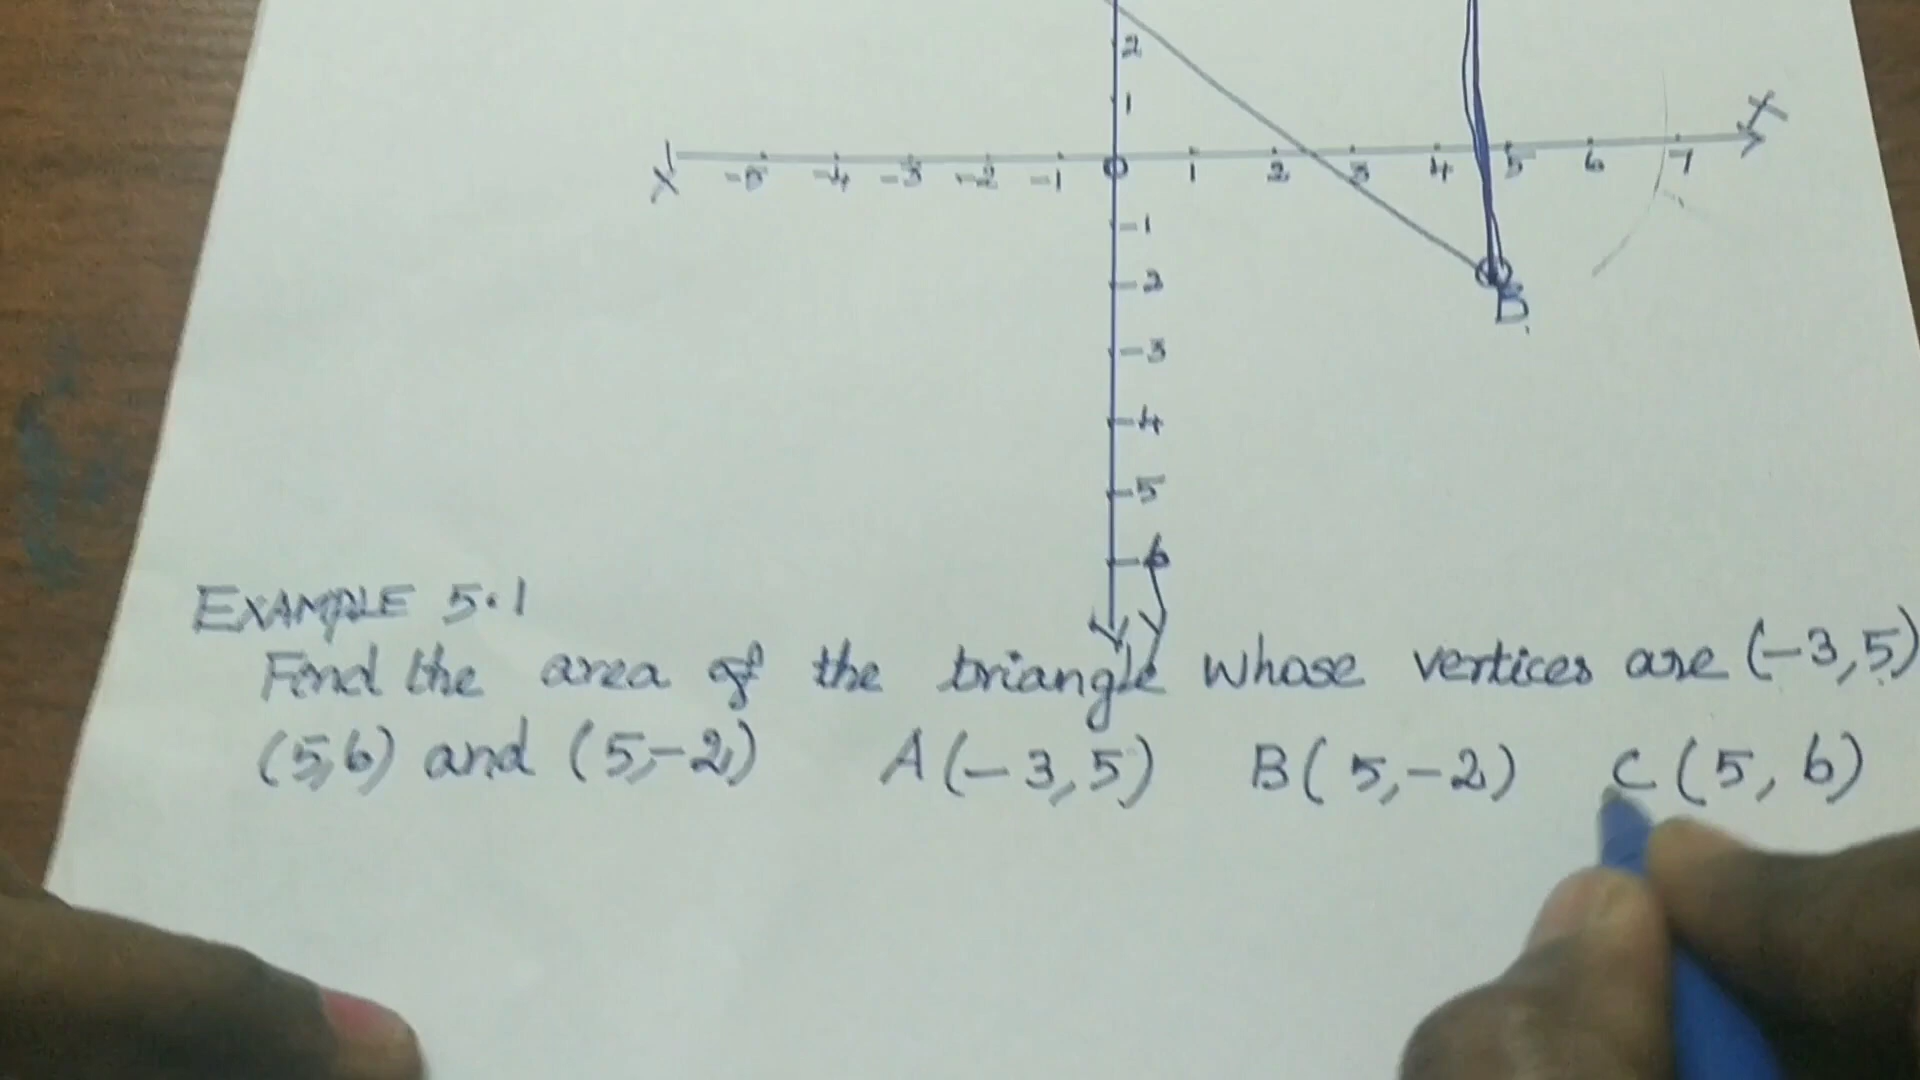 2
1
X' -5 -4 -3 -2 -1 0 1 2 3 4 5 6 7 X
-1
-2
B
-3
-4
-5
-6
Y'
EXAMPLE 5.1
Find the area of the triangle whose vertices are (-3,5)
(5,6) and (5,-2) A(-3,5) B(5,-2) C(5, 6)